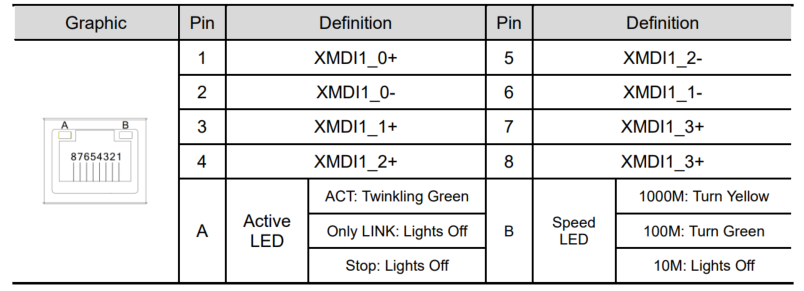 Graphic Pin Definition Pin Definition
1 XMDI1_0+ 5 XMDI1_2-
2 XMDI1_0- 6 XMDI1_1-
3 XMDI1_1+ 7 XMDI1_3+
4 XMDI1_2+ 8 XMDI1_3+
A B
87654321
A Active LED ACT: Twinkling Green B Speed LED 1000M: Turn Yellow
Only LINK: Lights Off 100M: Turn Green
Stop: Lights Off 10M: Lights Off